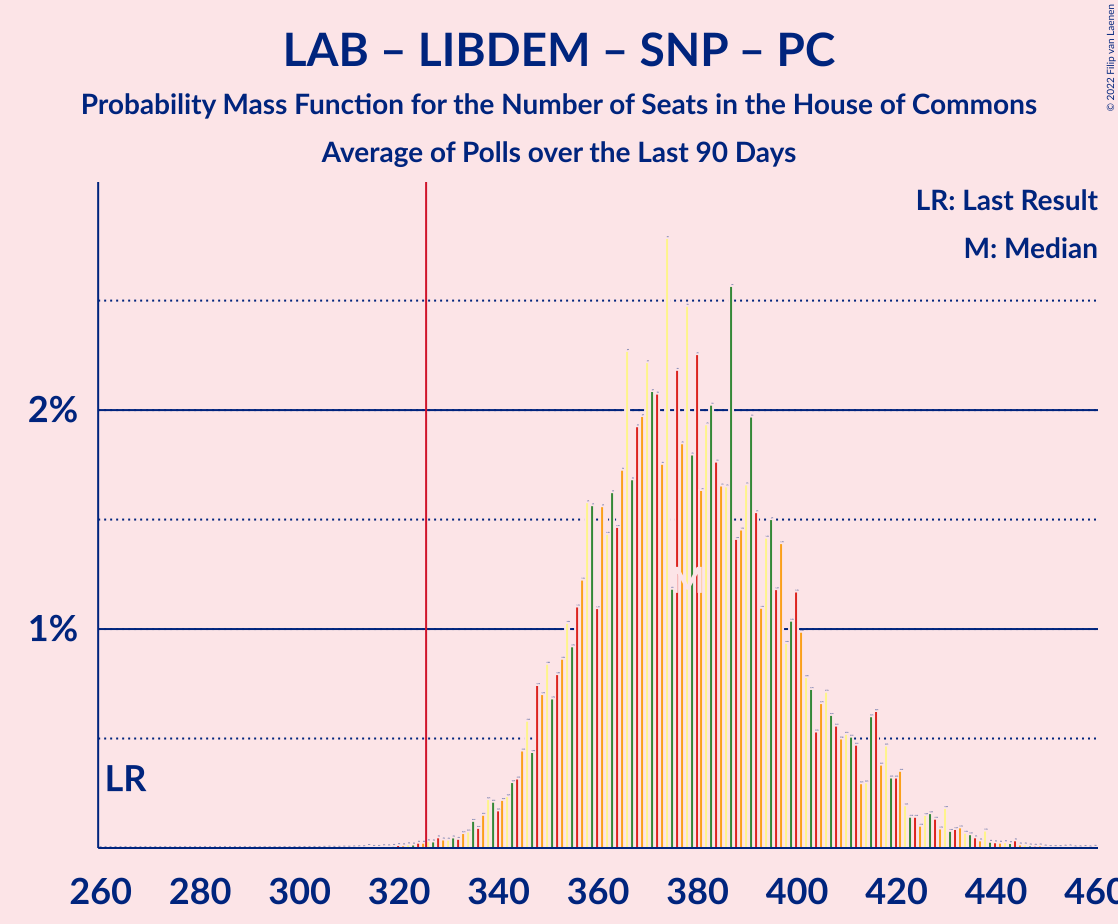 LAB – LIBDEM – SNP – PC
Probability Mass Function for the Number of Seats in the House of Commons
Average of Polls over the Last 90 Days
© 2022 Filip van Laenen
LR: Last Result
M: Median
2%
1%
M
LR
260 280 300 320 340 360 380 400 420 440 460